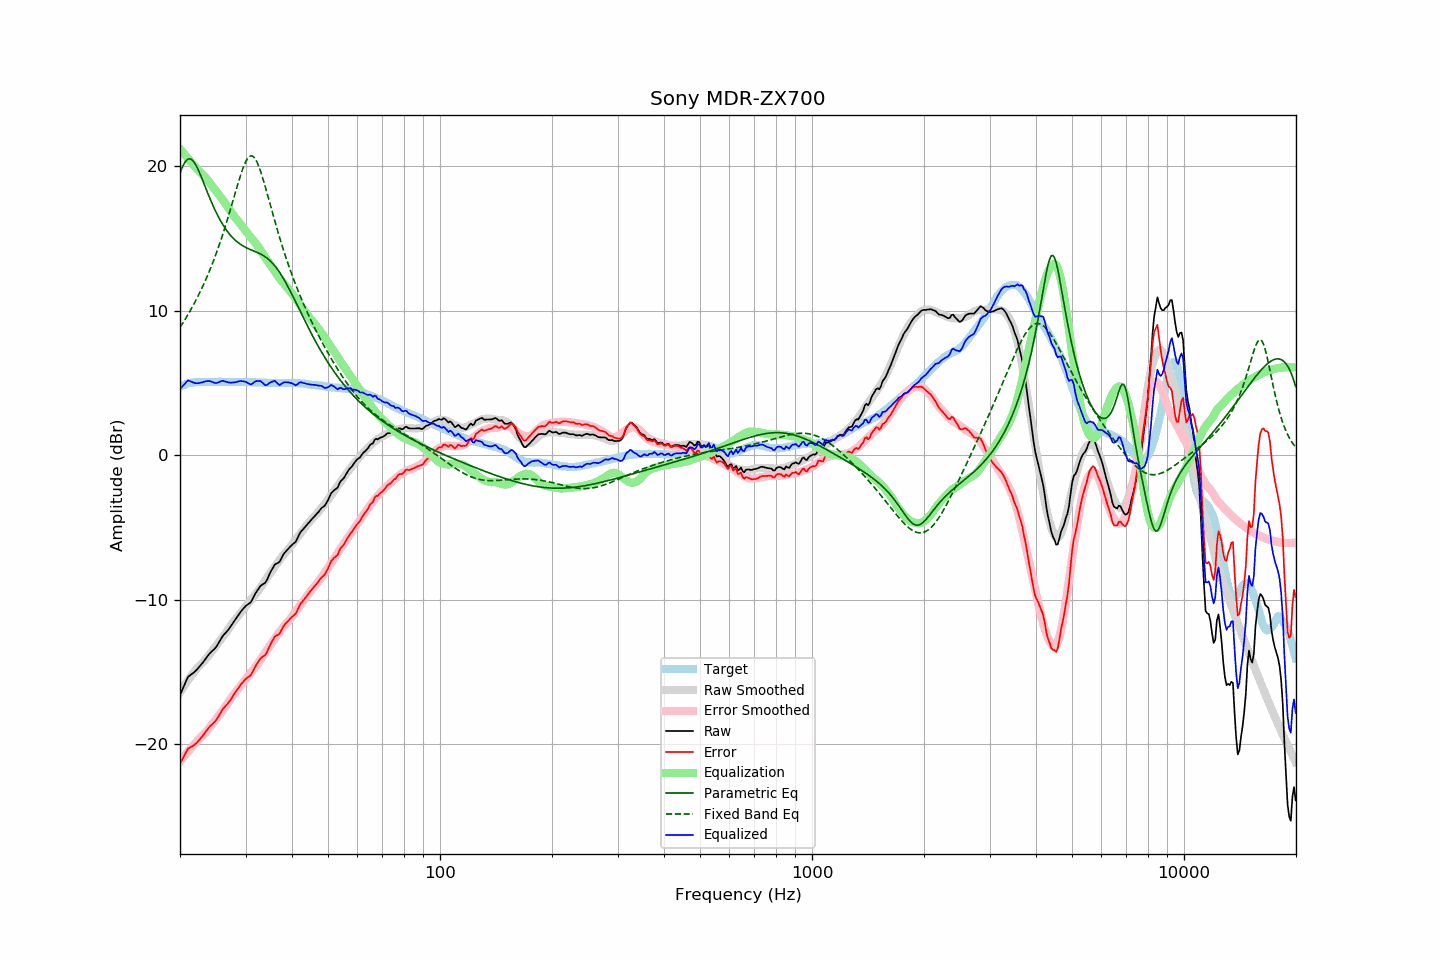 Sony MDR-ZX700
Amplitude (dBr)
20
10
0
−10
−20
Target
Raw Smoothed
Error Smoothed
Raw
Error
Equalization
Parametric Eq
Fixed Band Eq
Equalized
100
1000
10000
Frequency (Hz)